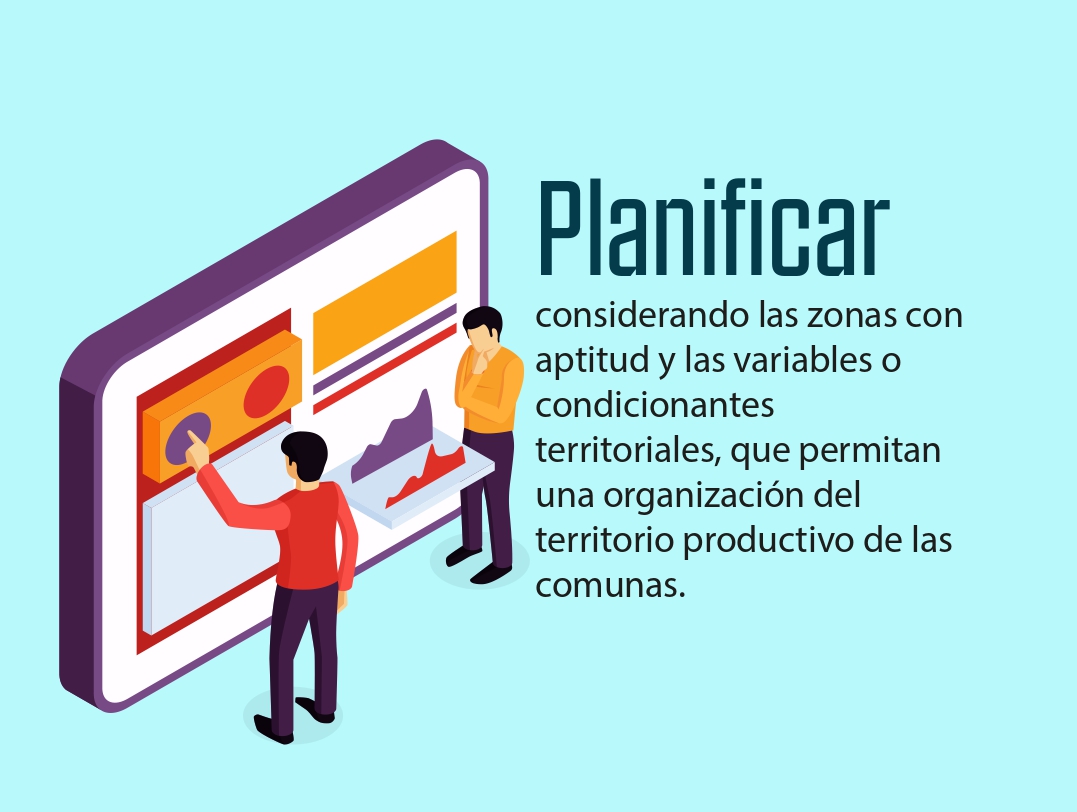 Planificar
considerando las zonas con
aptitud y las variables o
condicionantes
territoriales, que permitan
una organización del
territorio productivo de las
comunas.